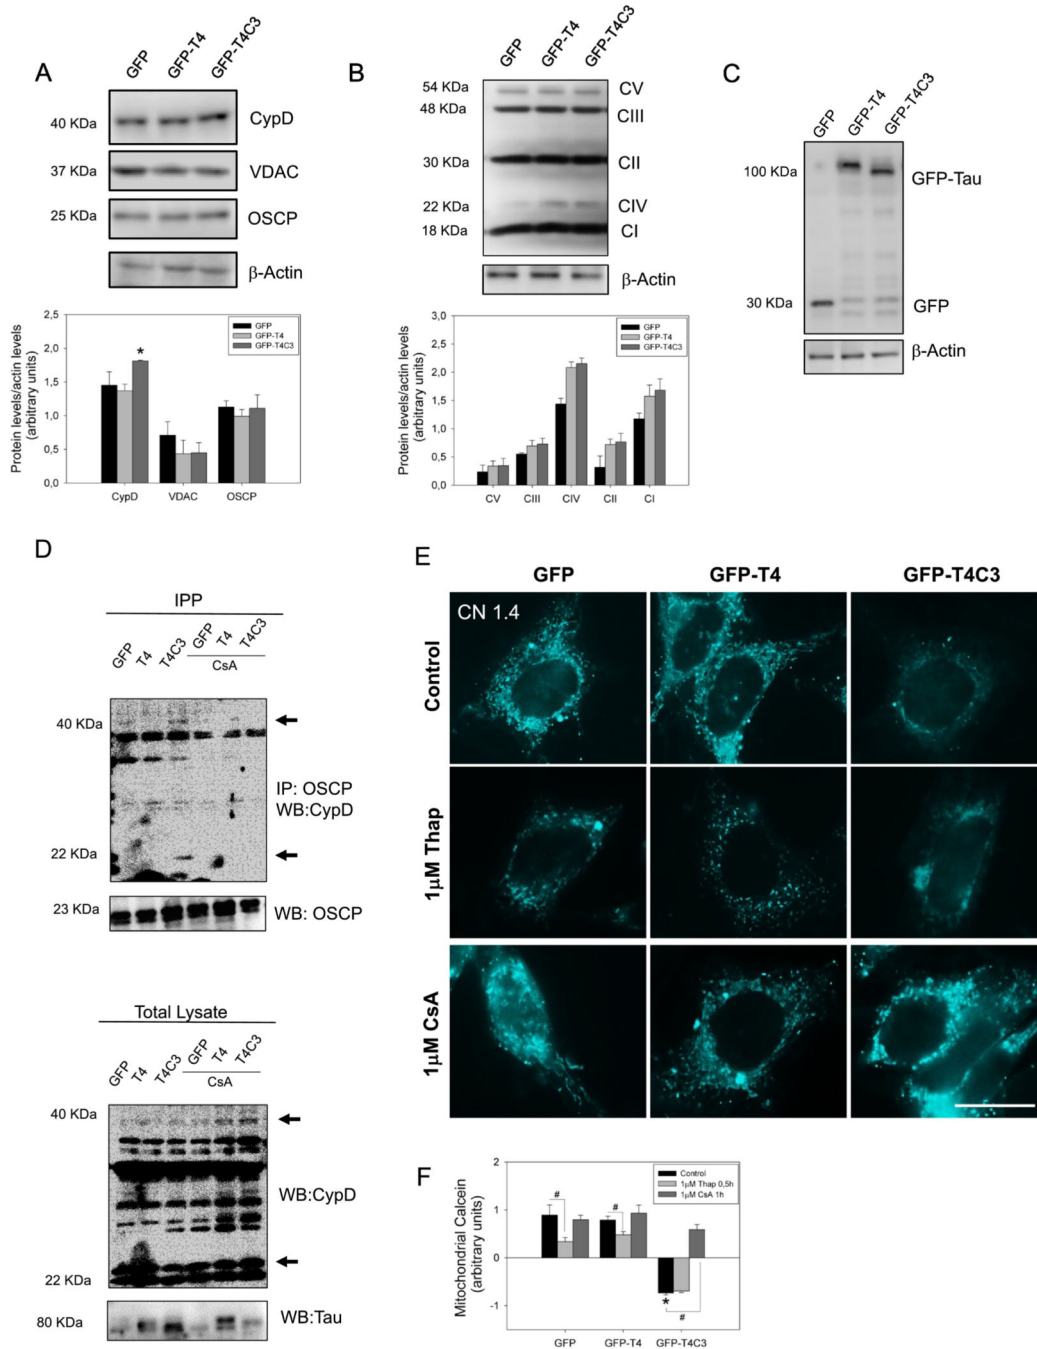 A
GFP
GFP-T4
GFP-T4C3
40 KDa
CypD
37 KDa
VDAC
25 KDa
OSCP
β-Actin
Protein levels/actin levels
(arbitrary units)
2,5
2,0
1,5
1,0
0,5
0,0
GFP
GFP-T4
GFP-T4C3
*
CypD
VDAC
OSCP
B
GFP
GFP-T4
GFP-T4C3
54 KDa
CV
48 KDa
CIII
30 KDa
CII
22 KDa
CIV
18 KDa
CI
β-Actin
Protein levels/actin levels
(arbitrary units)
3,0
2,5
2,0
1,5
1,0
0,5
0,0
GFP
GFP-T4
GFP-T4C3
CV
CIII
CIV
CII
CI
C
GFP
GFP-T4
GFP-T4C3
100 KDa
GFP-Tau
30 KDa
GFP
β-Actin
D
IPP
GFP
T4
T4C3
GFP
T4
T4C3
CsA
40 KDa
IP: OSCP
WB:CypD
22 KDa
23 KDa
WB: OSCP
Total Lysate
GFP
T4
T4C3
GFP
T4
T4C3
CsA
40 KDa
WB:CypD
22 KDa
80 KDa
WB:Tau
E
GFP
GFP-T4
GFP-T4C3
CN 1.4
Control
1µM Thap
1µM CsA
F
Mitochondrial Calcein
(arbitrary units)
2
1
0
-1
Control
1µM Thap 0,5h
1µM CsA 1h
#
#
*
#
GFP
GFP-T4
GFP-T4C3